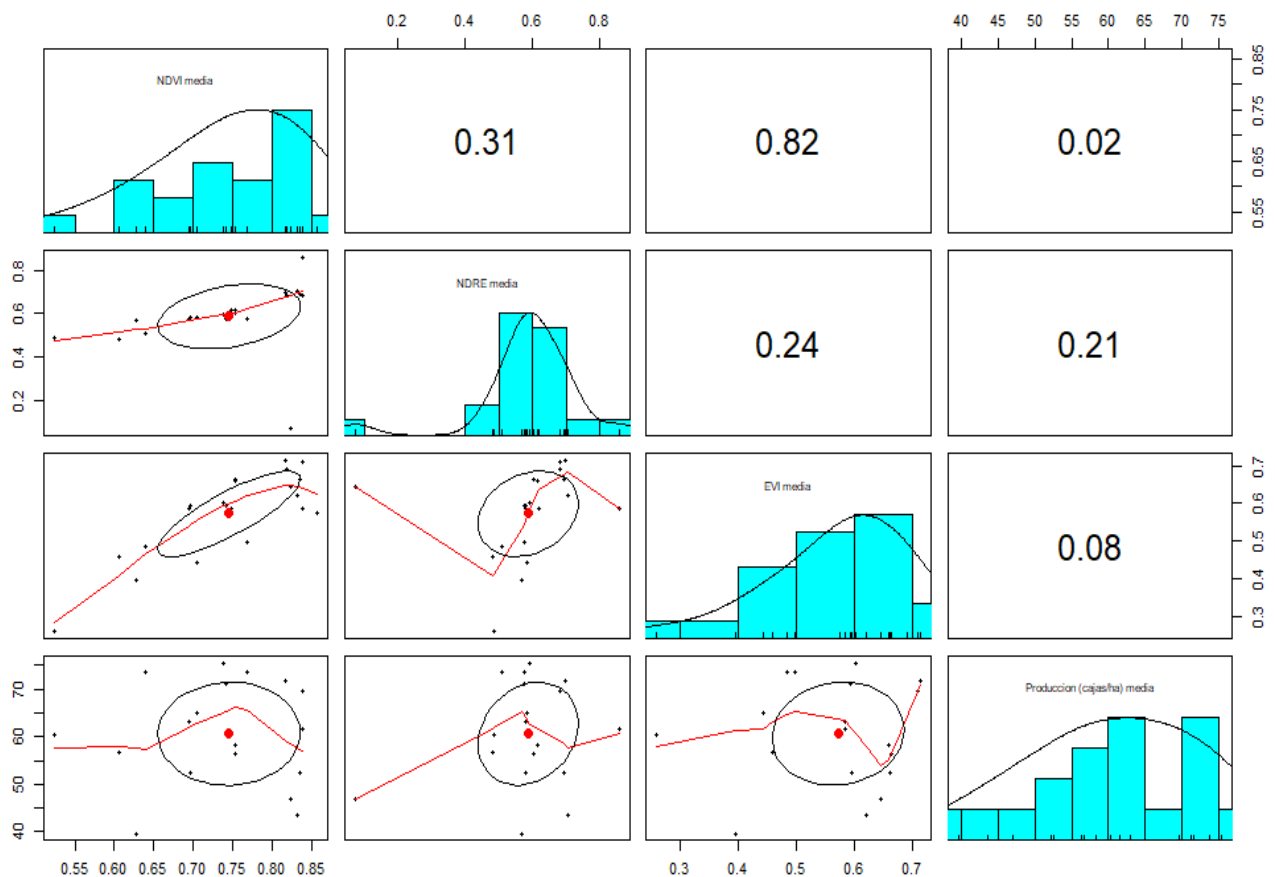 0.2 0.4 0.6 0.8
40 45 50 55 60 65 70 75
NDVI media
0.31
0.82
0.02
0.55 0.65 0.75 0.85
0.2 0.4 0.6 0.8
NDRE media
0.24
0.21
EVI media
0.08
0.3 0.4 0.5 0.6 0.7
40 50 60 70
Produccion (cajas/ha) media
0.55 0.60 0.65 0.70 0.75 0.80 0.85
0.3 0.4 0.5 0.6 0.7